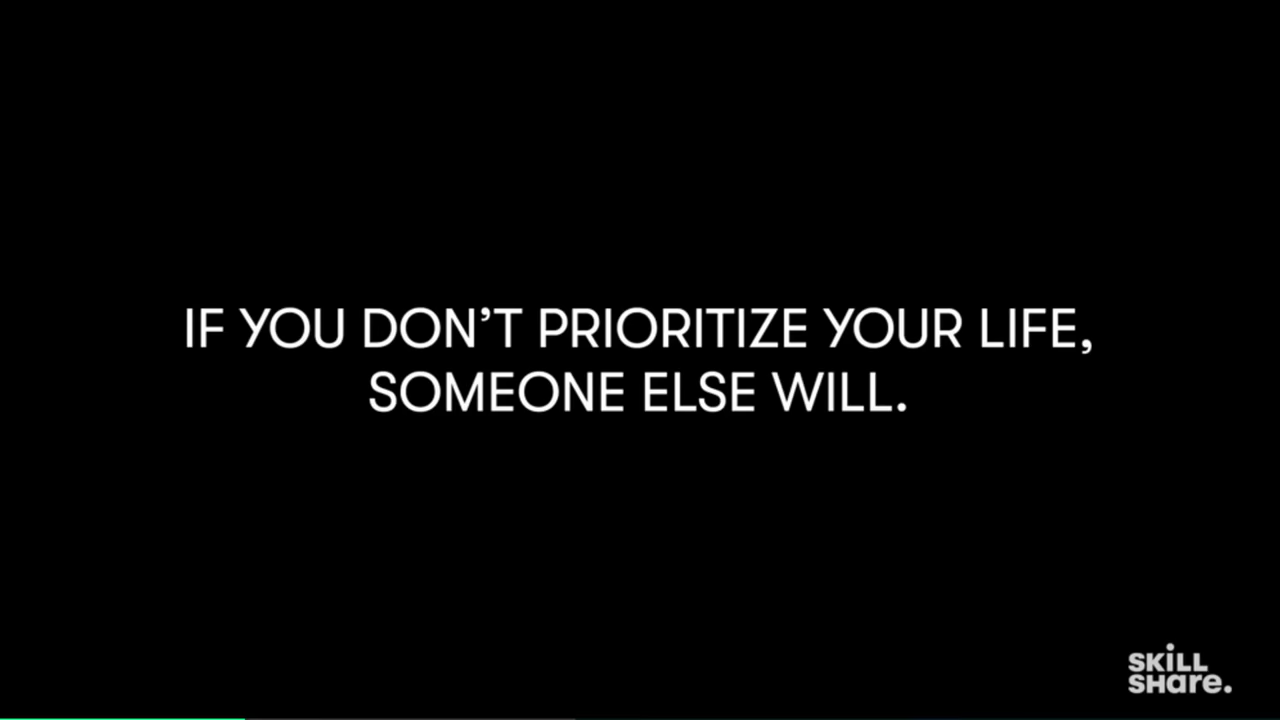 IF YOU DON’T PRIORITIZE YOUR LIFE,
SOMEONE ELSE WILL.
SKiLL
SHare.